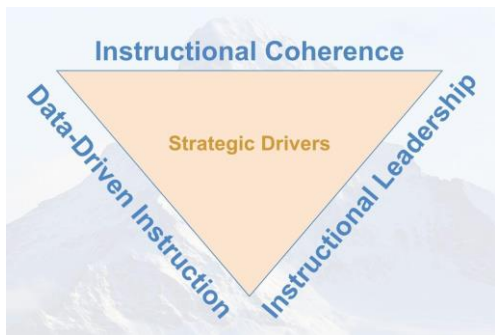 Instructional Coherence
Strategic Drivers
Data-Driven Instruction
Instructional Leadership